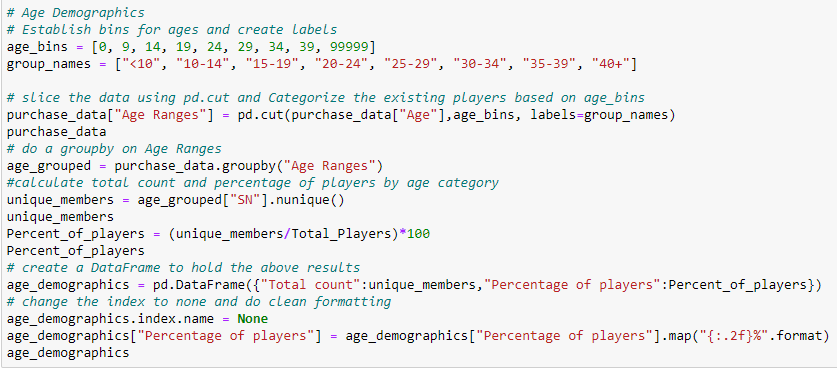 # Age Demographics
# Establish bins for ages and create labels
age_bins = [0, 9, 14, 19, 24, 29, 34, 39, 99999]
group_names = ["<10", "10-14", "15-19", "20-24", "25-29", "30-34", "35-39", "40+"]

# slice the data using pd.cut and Categorize the existing players based on age_bins
purchase_data["Age Ranges"] = pd.cut(purchase_data["Age"],age_bins, labels=group_names)
purchase_data
# do a groupby on Age Ranges
age_grouped = purchase_data.groupby("Age Ranges")
#calculate total count and percentage of players by age category
unique_members = age_grouped["SN"].nunique()
unique_members
Percent_of_players = (unique_members/Total_Players)*100
Percent_of_players
# create a DataFrame to hold the above results
age_demographics = pd.DataFrame({"Total count":unique_members,"Percentage of players":Percent_of_players})
# change the index to none and do clean formatting
age_demographics.index.name = None
age_demographics["Percentage of players"] = age_demographics["Percentage of players"].map("{:.2f}%".format)
age_demographics